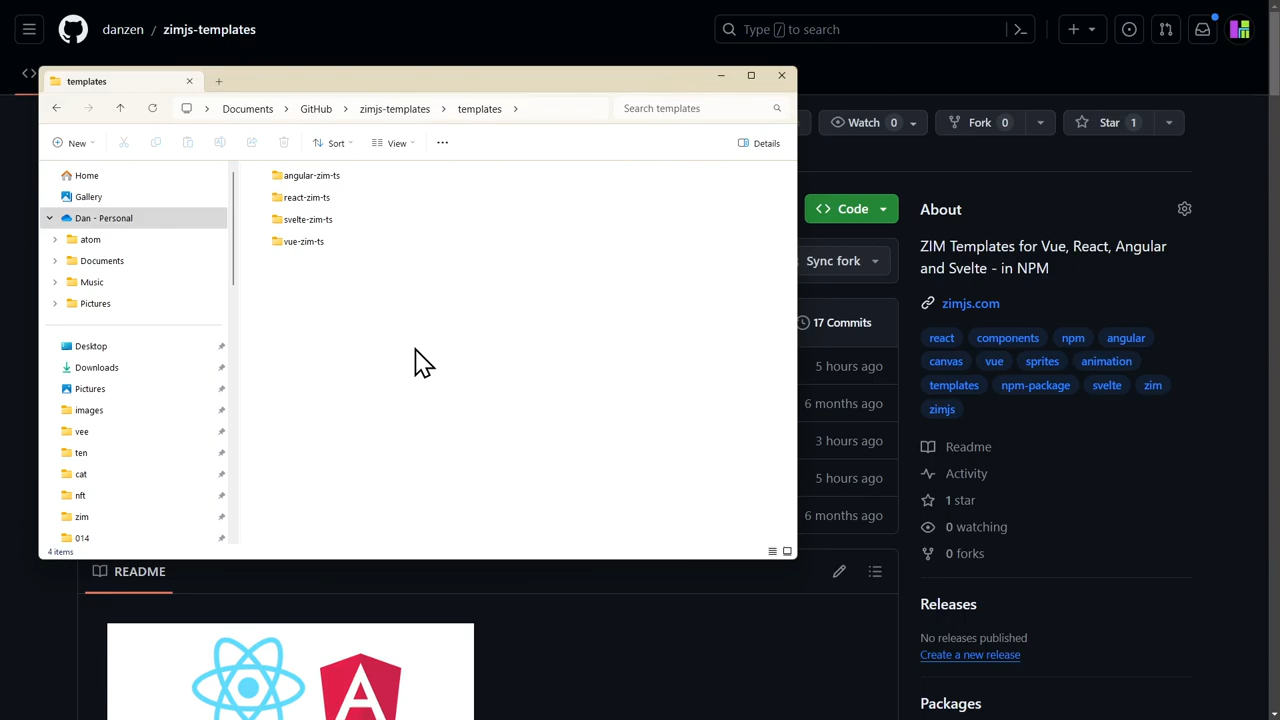 danzen / zimjs-templates
Type / to search
templates
Documents > GitHub > zimjs-templates > templates >
Search templates
New
Sort
View
Details
Home
Gallery
Dan - Personal
atom
Documents
Music
Pictures
Desktop
Downloads
Pictures
images
vee
ten
cat
nft
zim
014
angular-zim-ts
react-zim-ts
svelte-zim-ts
vue-zim-ts
4 items
Watch 0
Fork 0
Star 1
Code
Sync fork
17 Commits
5 hours ago
6 months ago
3 hours ago
5 hours ago
6 months ago
README
About
ZIM Templates for Vue, React, Angular
and Svelte - in NPM
zimjs.com
react components npm angular
canvas vue sprites animation
templates npm-package svelte zim
zimjs
Readme
Activity
1 star
0 watching
0 forks
Releases
No releases published
Create a new release
Packages